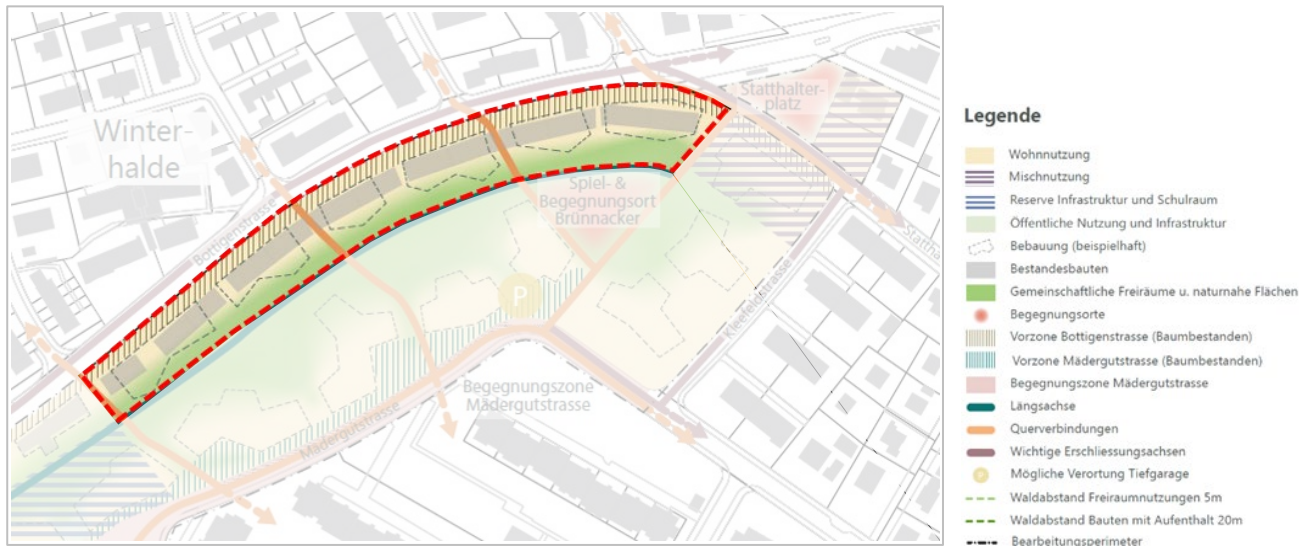 Winter-
halde
Bottigenstrasse
Statthalter-
platz
Spiel- &
Begegnungsort
Brünnacker
P
Kleefeldstrasse
Begegnungszone
Mädergutstrasse
Mädergutstrasse
Legende
Wohnnutzung
Mischnutzung
Reserve Infrastruktur und Schulraum
Öffentliche Nutzung und Infrastruktur
Bebauung (beispielhaft)
Bestandesbauten
Gemeinschaftliche Freiräume u. naturnahe Flächen
Begegnungsorte
Vorzone Bottigenstrasse (Baumbestanden)
Vorzone Mädergutstrasse (Baumbestanden)
Begegnungszone Mädergutstrasse
Längsachse
Querverbindungen
Wichtige Erschliessungsachsen
P Mögliche Verortung Tiefgarage
Waldabstand Freiraumnutzungen 5m
Waldabstand Bauten mit Aufenthalt 20m
Bearbeitungsperimeter